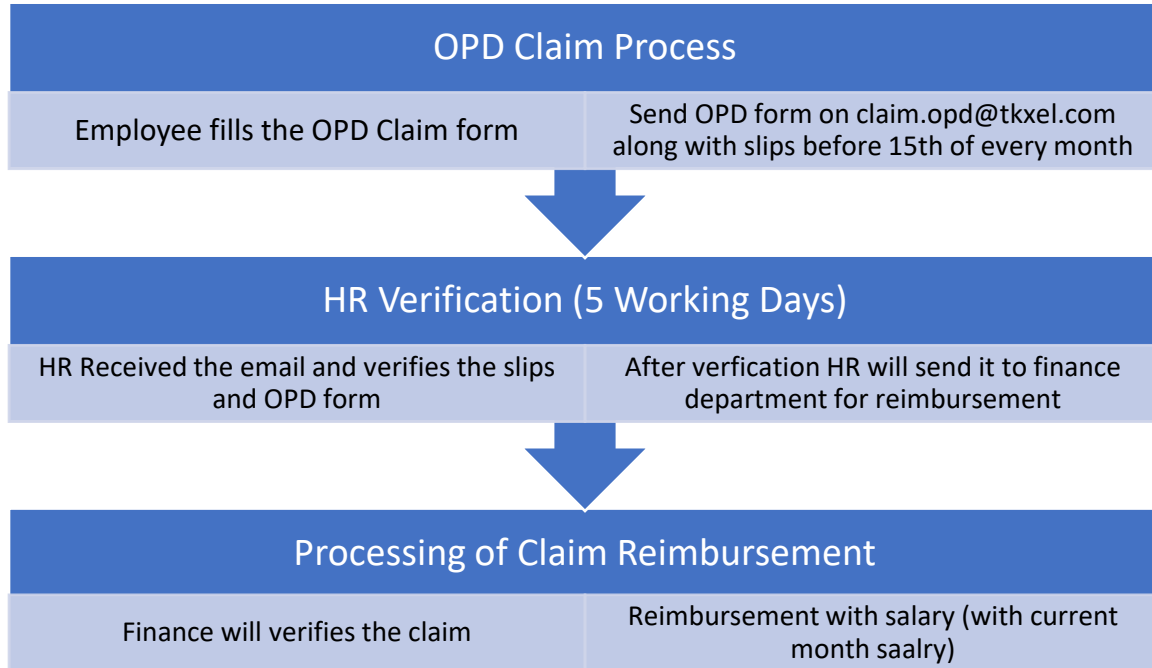 OPD Claim Process
Employee fills the OPD Claim form
Send OPD form on claim.opd@tkxel.com
along with slips before 15th of every month
HR Verification (5 Working Days)
HR Received the email and verifies the slips
and OPD form
After verfication HR will send it to finance
department for reimbursement
Processing of Claim Reimbursement
Finance will verifies the claim
Reimbursement with salary (with current
month saalry)